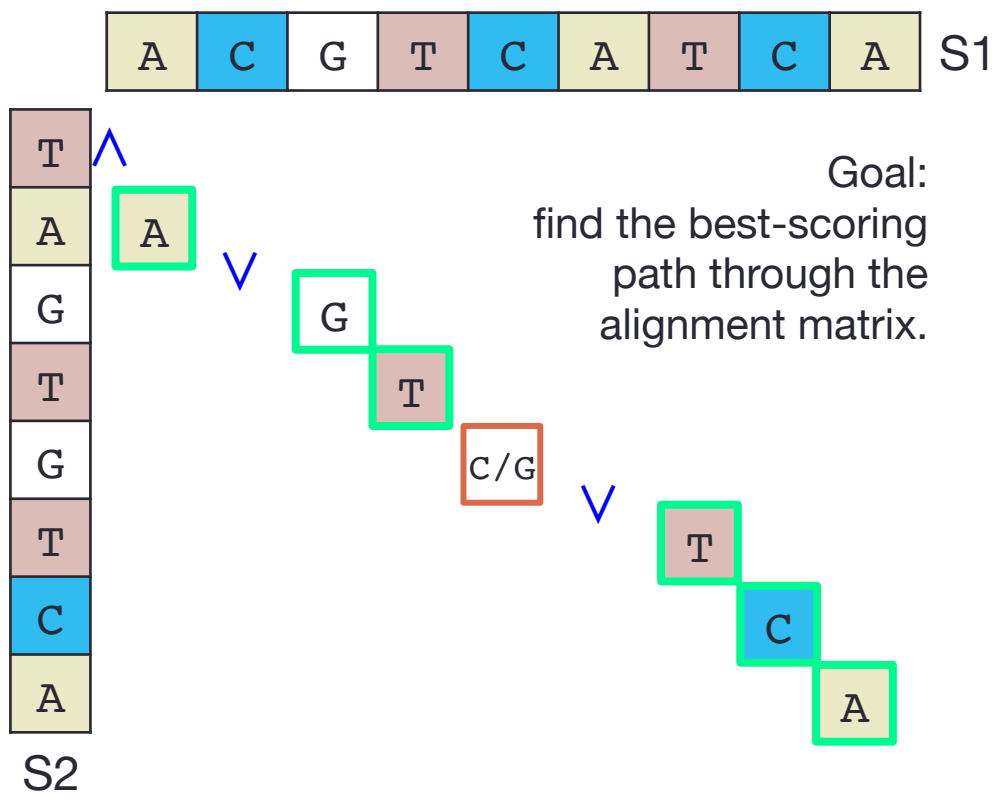 A C G T C A T C A S1
T
A
G
T
G
T
C
A
S2
A
G
T
C/G
T
C
A
Goal:
find the best-scoring
path through the
alignment matrix.